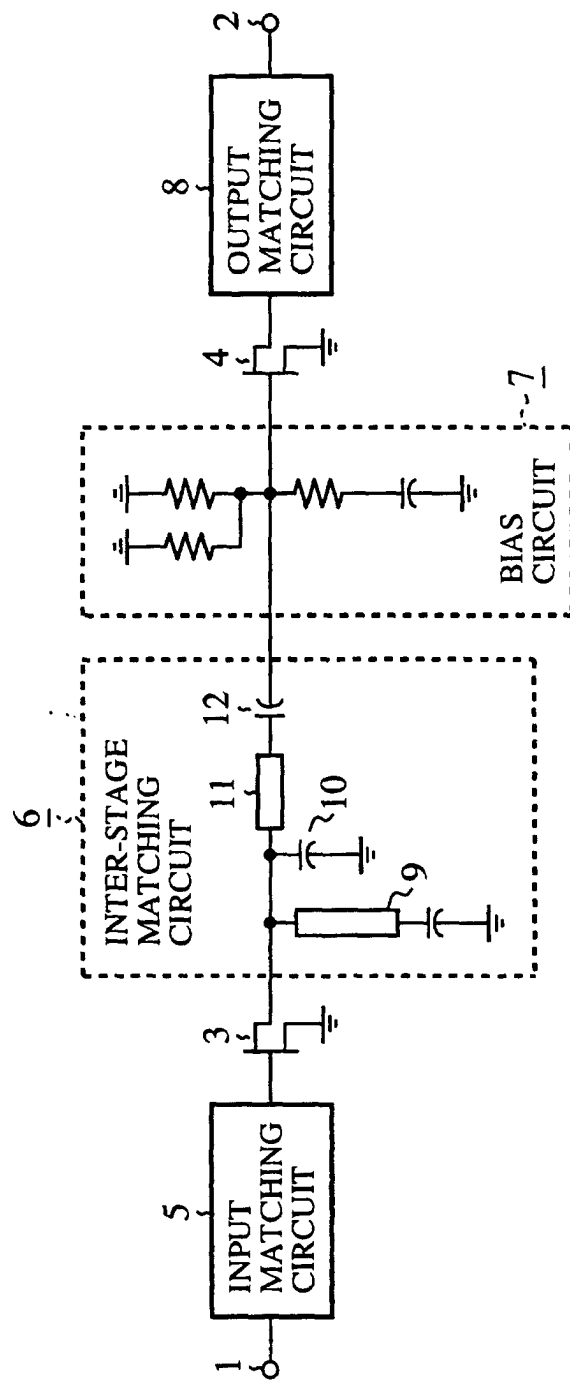 1
5
INPUT
MATCHING
CIRCUIT
3
6
INTER-STAGE
MATCHING
CIRCUIT
9
10
11
12
BIAS
CIRCUIT
7
4
8
OUTPUT
MATCHING
CIRCUIT
2